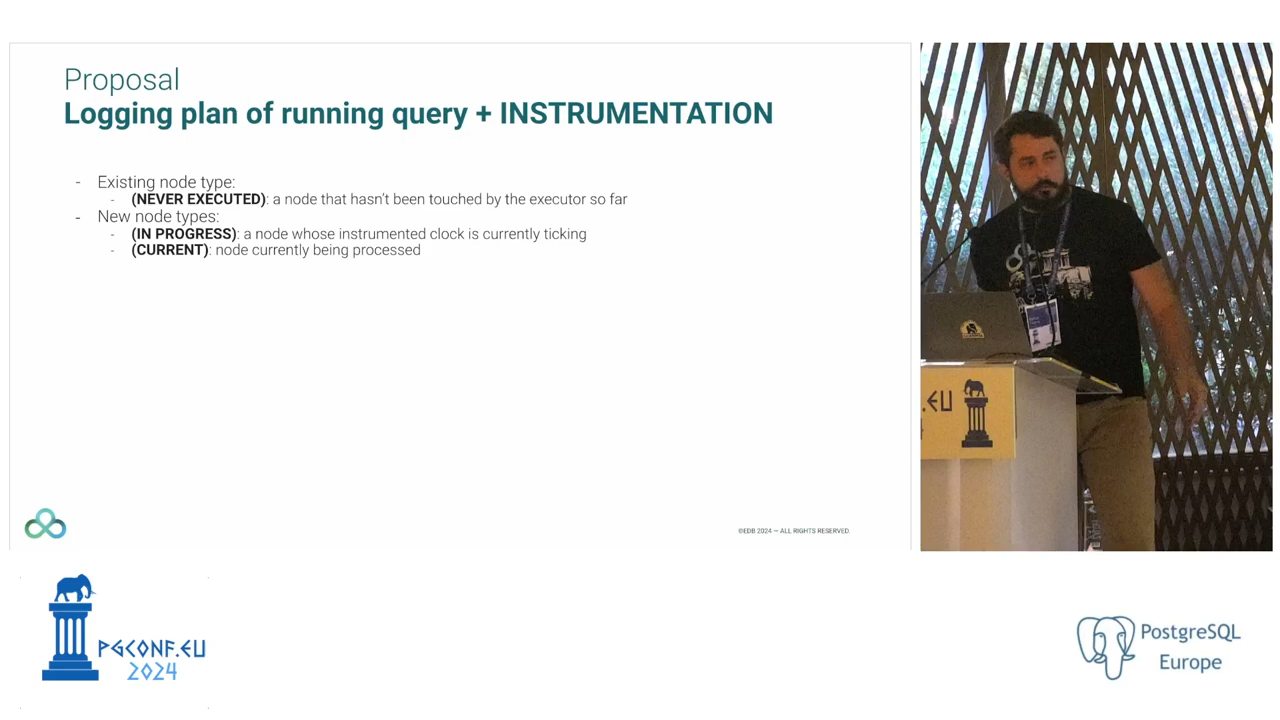 Proposal
Logging plan of running query + INSTRUMENTATION
- Existing node type:
- (NEVER EXECUTED): a node that hasn't been touched by the executor so far
- New node types:
- (IN PROGRESS): a node whose instrumented clock is currently ticking
- (CURRENT): node currently being processed
©EDB 2024 — ALL RIGHTS RESERVED.
.EU
PGCONF.EU
2024
PostgreSQL
Europe